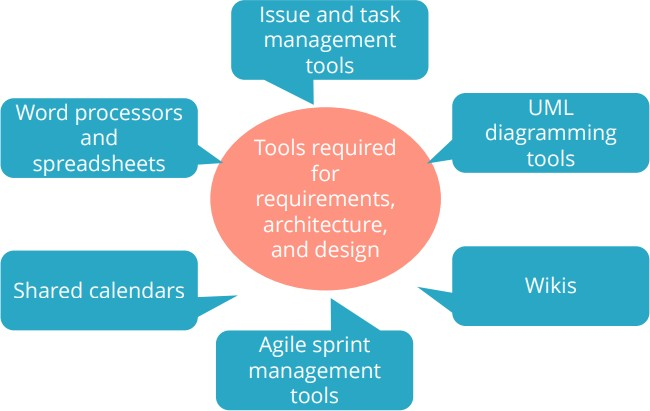 Issue and task
management
tools
Word processors
and
spreadsheets
UML
diagramming
tools
Tools required
for
requirements,
architecture,
and design
Shared calendars
Wikis
Agile sprint
management
tools